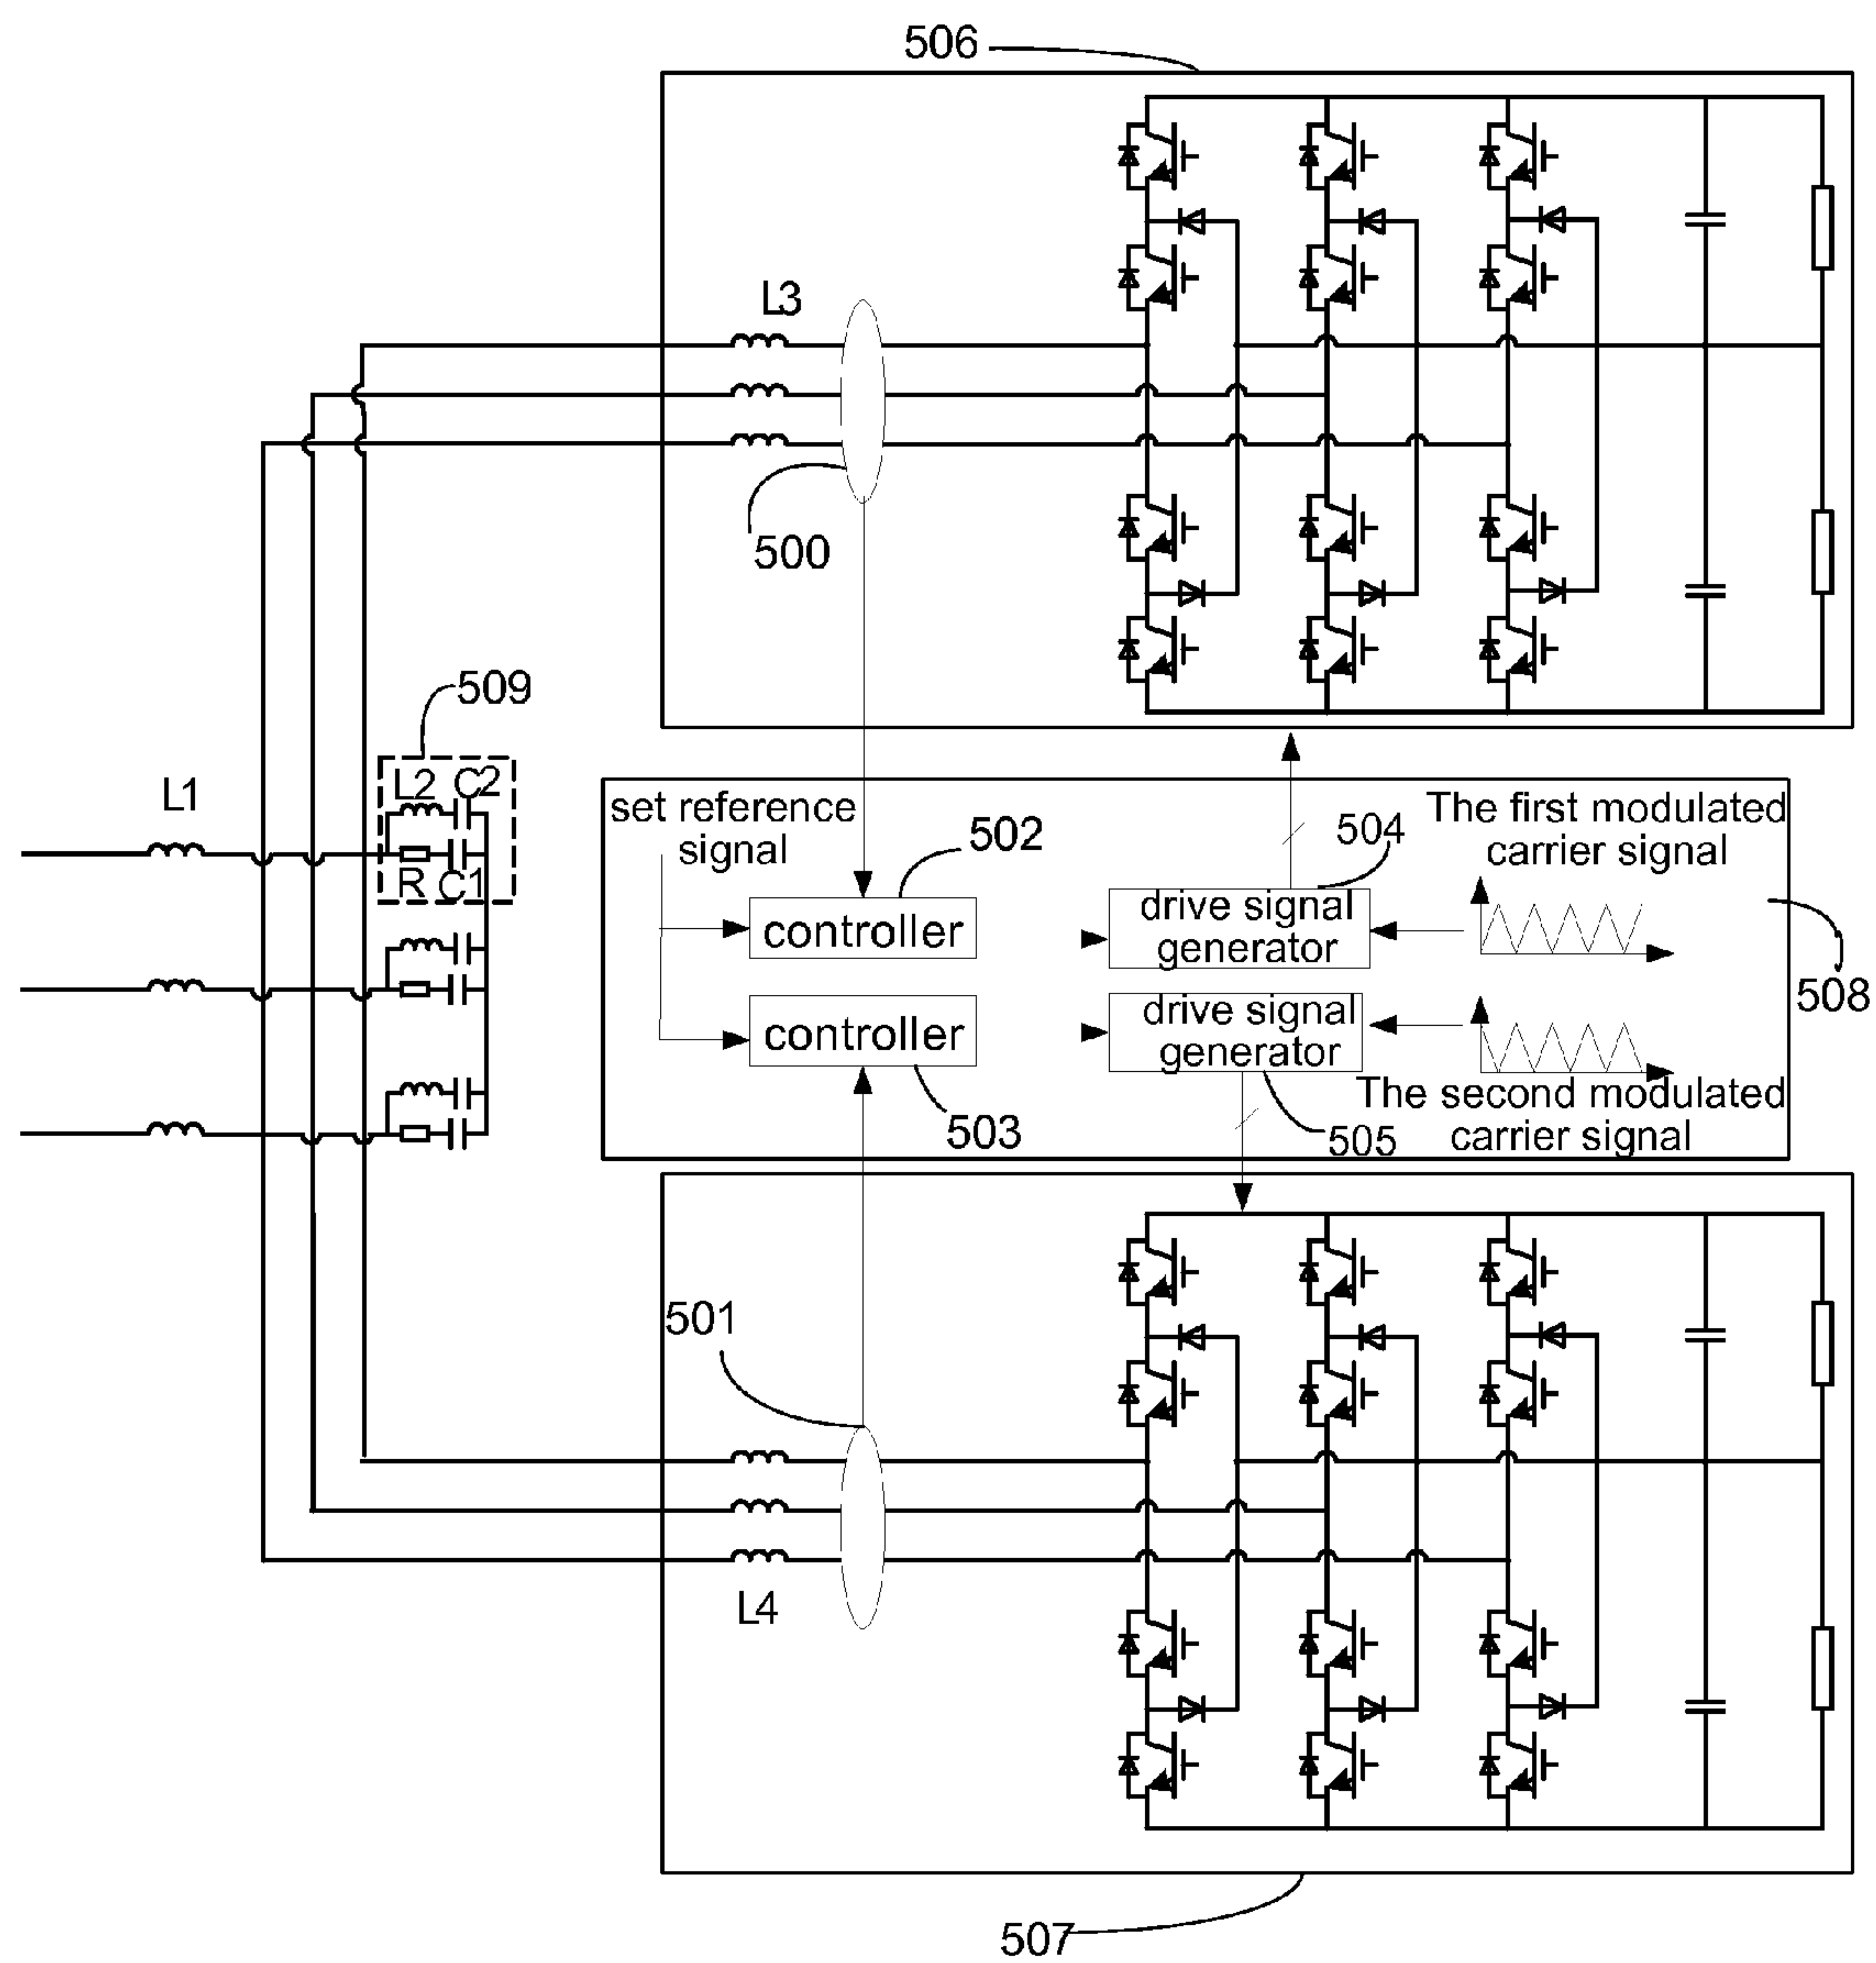 506
L3
500
509
L2 C2
L1
R C1
set reference
signal
502
504
The first modulated
carrier signal
controller
drive signal
generator
508
controller
drive signal
generator
503
505
The second modulated
carrier signal
501
L4
507